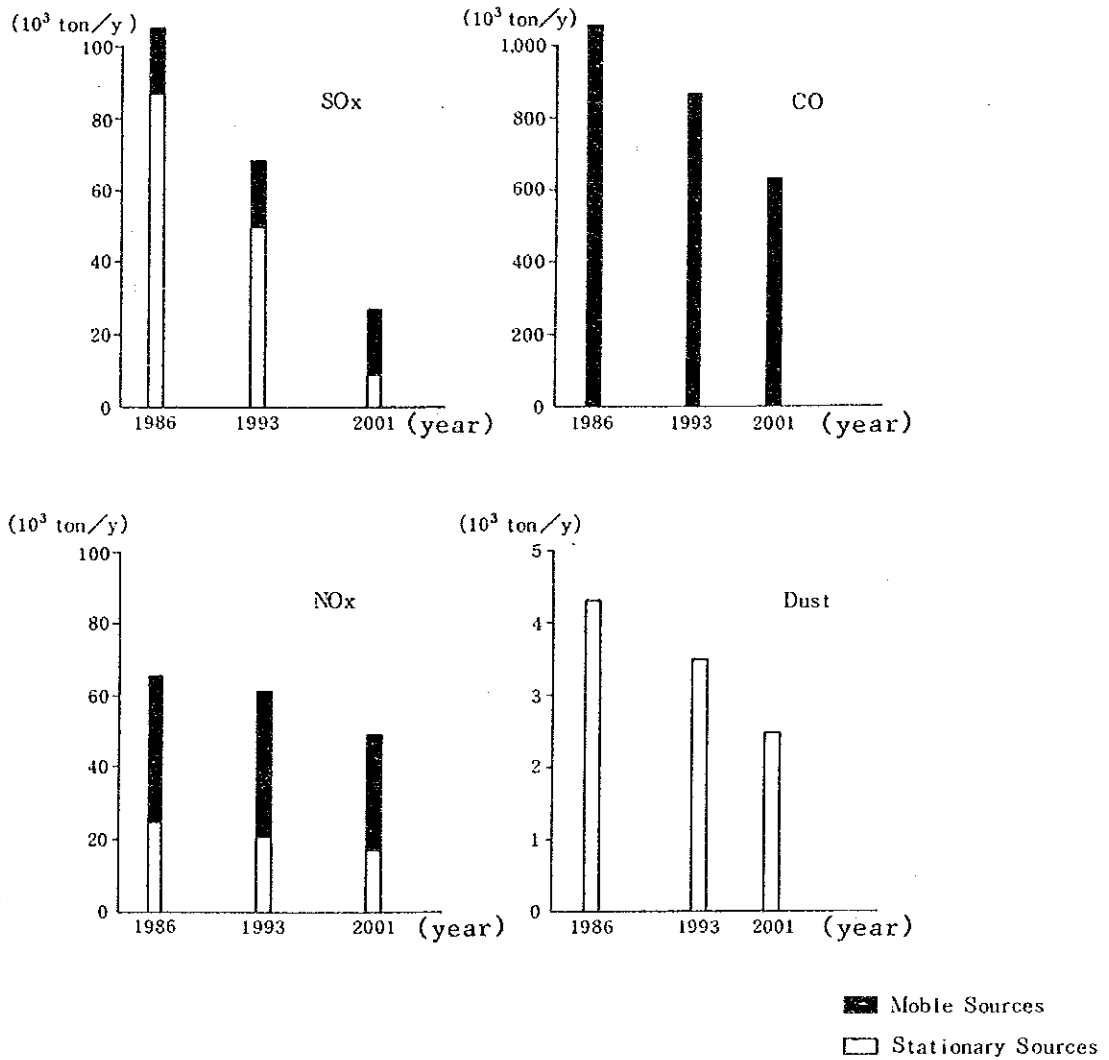 (10³ ton/y)
100
80
60
40
20
0
1986 1993 2001 (year)
SOx
(10³ ton/y)
1,000
800
600
400
200
0
1986 1993 2001 (year)
CO
(10³ ton/y)
100
80
60
40
20
0
1986 1993 2001 (year)
NOx
(10³ ton/y)
5
4
3
2
1
0
1986 1993 2001 (year)
Dust
Moble Sources
Stationary Sources